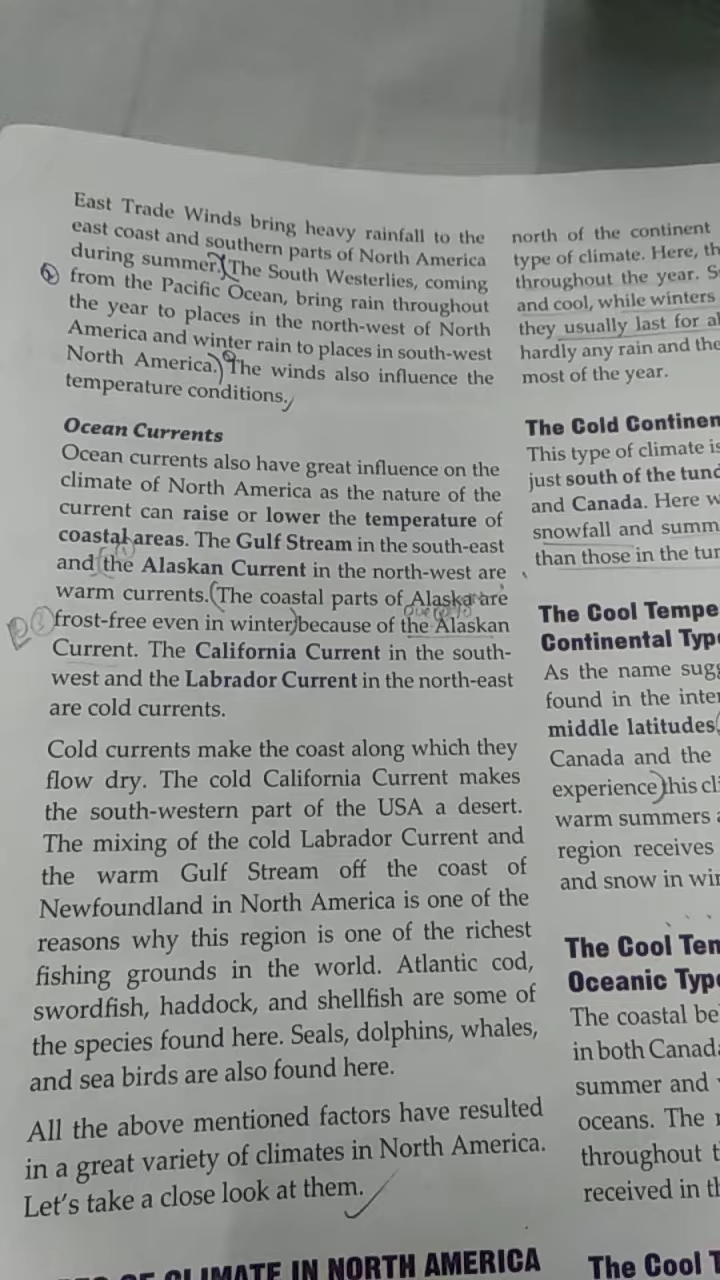 East Trade Winds bring heavy rainfall to the
east coast and southern parts of North America
during summer. The South Westerlies, coming
from the Pacific Ocean, bring rain throughout
the year to places in the north-west of North
America and winter rain to places in south-west
North America. The winds also influence the
temperature conditions.
Ocean Currents
Ocean currents also have great influence on the
climate of North America as the nature of the
current can raise or lower the temperature of
coastal areas. The Gulf Stream in the south-east
and the Alaskan Current in the north-west are
warm currents. (The coastal parts of Alaska are
frost-free even in winter) because of the Alaskan
Current. The California Current in the south-
west and the Labrador Current in the north-east
are cold currents.
Cold currents make the coast along which they
flow dry. The cold California Current makes
the south-western part of the USA a desert.
The mixing of the cold Labrador Current and
the warm Gulf Stream off the coast of
Newfoundland in North America is one of the
reasons why this region is one of the richest
fishing grounds in the world. Atlantic cod,
swordfish, haddock, and shellfish are some of
the species found here. Seals, dolphins, whales,
and sea birds are also found here.
All the above mentioned factors have resulted
in a great variety of climates in North America.
Let's take a close look at them.
OF CLIMATE IN NORTH AMERICA
north of the continent
type of climate. Here,
throughout the year.
and cool, while winters
they usually last for
hardly any rain and the
most of the year.
The Cold
This type of climate is
just south of the
and Canada. Here
snowfall and
than those in the
The Cool
Continental
As the name
found in the
middle latitudes
Canada and the
experience) this
warm summers
region receives
and snow in
The Cool
Oceanic
The coastal
in both
summer and
oceans. The
throughout
received in
The Cool